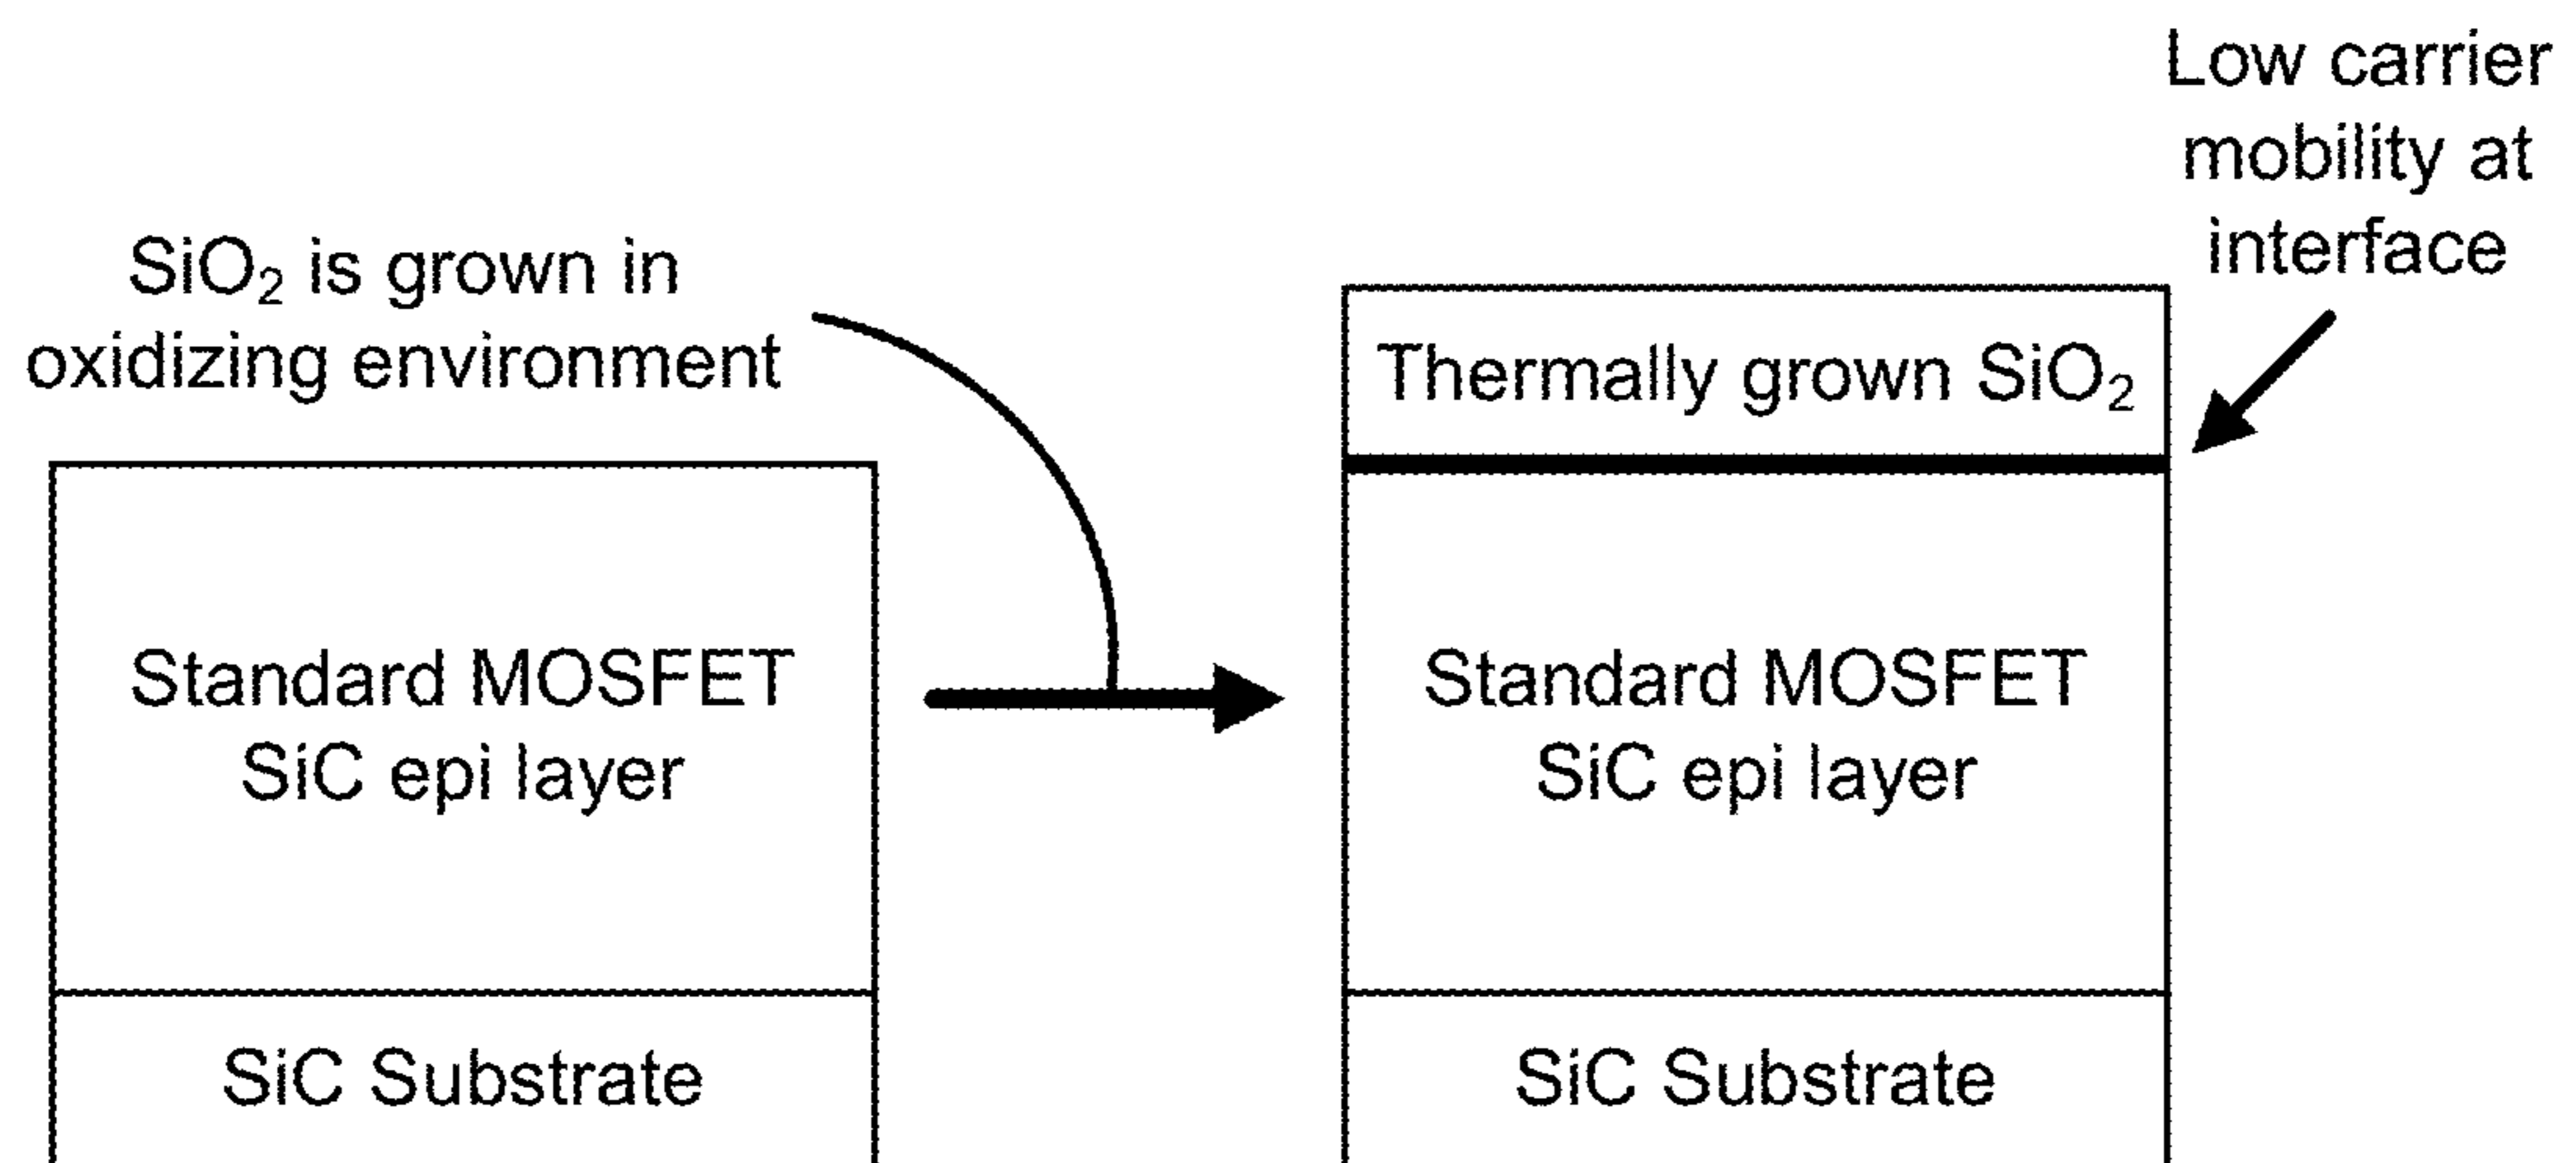 Low carrier
mobility at
interface
SiO₂ is grown in
oxidizing environment
Thermally grown SiO₂
Standard MOSFET
SiC epi layer
Standard MOSFET
SiC epi layer
SiC Substrate
SiC Substrate